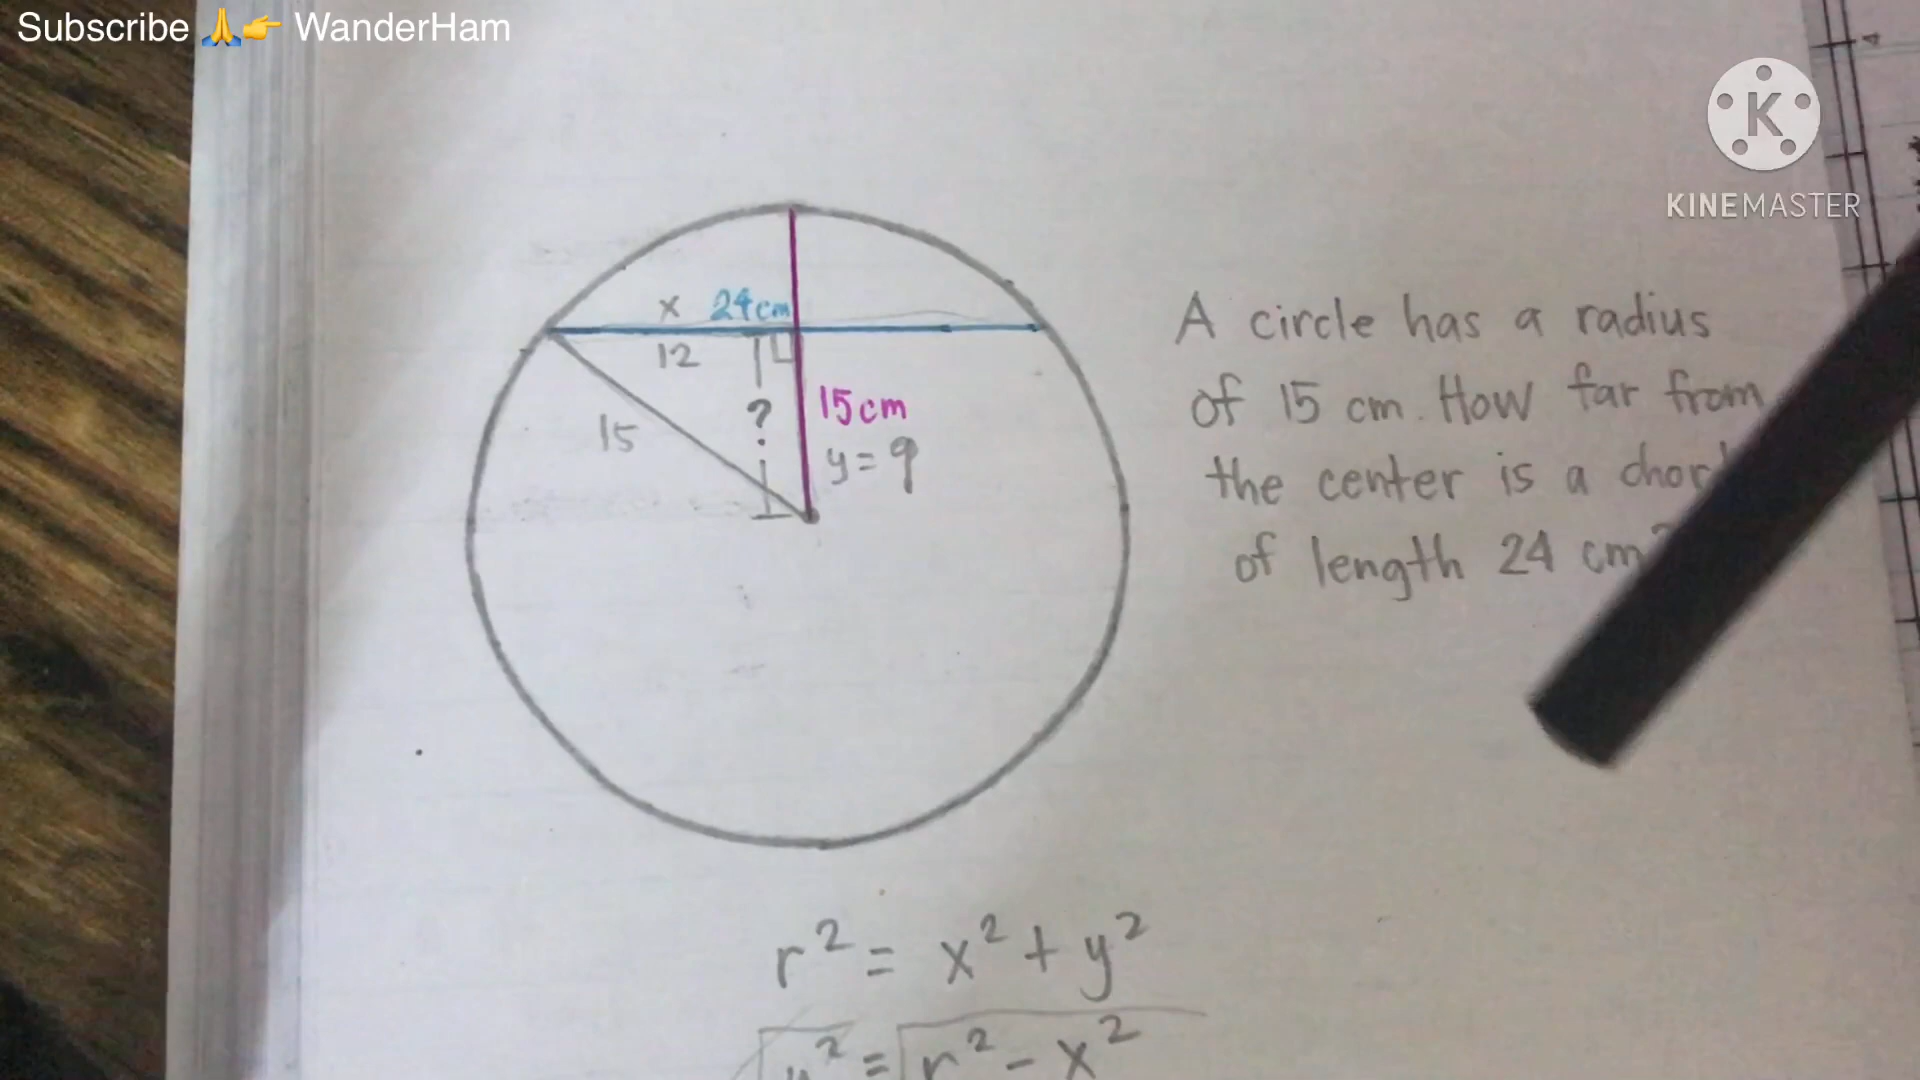 Subscribe 🙏👉 WanderHam
KINEMASTER
x 24cm
12
15
?
15cm
y = 9
A circle has a radius
of 15 cm. How far from
the center is a
of length 24 cm?
r² = x² + y²
√y² = √r² - x²